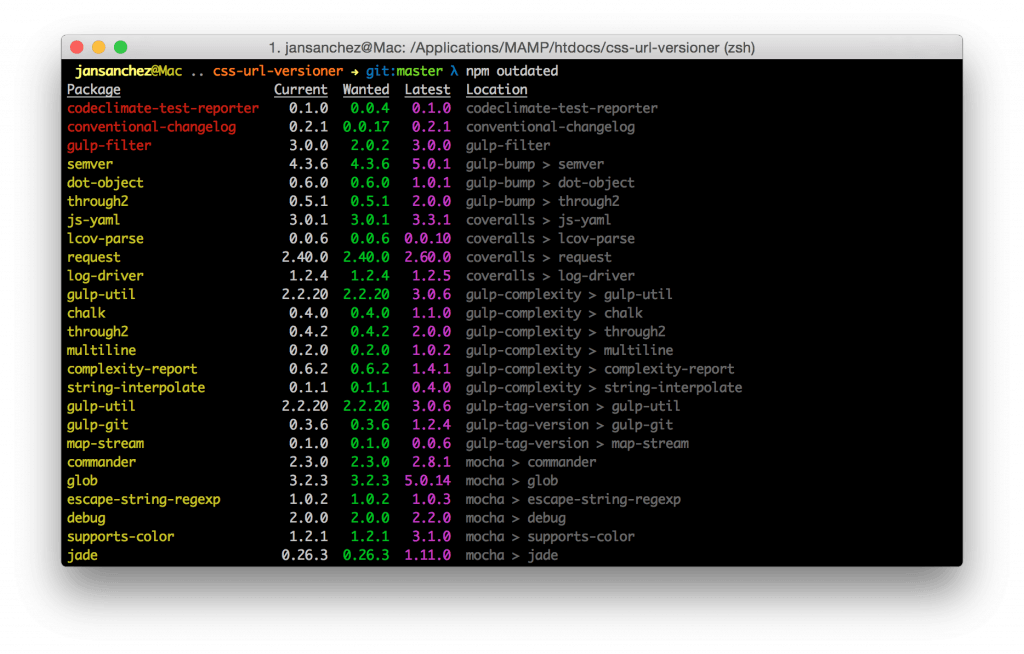 1. jansanchez@Mac: /Applications/MAMP/htdocs/css-url-versioner (zsh)
jansanchez@Mac .. css-url-versioner → git:master λ npm outdated
Package Current Wanted Latest Location
codeclimate-test-reporter 0.1.0 0.0.4 0.1.0 codeclimate-test-reporter
conventional-changelog 0.2.1 0.0.17 0.2.1 conventional-changelog
gulp-filter 3.0.0 2.0.2 3.0.0 gulp-filter
semver 4.3.6 4.3.6 5.0.1 gulp-bump > semver
dot-object 0.6.0 0.6.0 1.0.1 gulp-bump > dot-object
through2 0.5.1 0.5.1 2.0.0 gulp-bump > through2
js-yaml 3.0.1 3.0.1 3.3.1 coveralls > js-yaml
lcov-parse 0.0.6 0.0.6 0.0.10 coveralls > lcov-parse
request 2.40.0 2.40.0 2.60.0 coveralls > request
log-driver 1.2.4 1.2.4 1.2.5 coveralls > log-driver
gulp-util 2.2.20 2.2.20 3.0.6 gulp-complexity > gulp-util
chalk 0.4.0 0.4.0 1.1.0 gulp-complexity > chalk
through2 0.4.2 0.4.2 2.0.0 gulp-complexity > through2
multiline 0.2.0 0.2.0 1.0.2 gulp-complexity > multiline
complexity-report 0.6.2 0.6.2 1.4.1 gulp-complexity > complexity-report
string-interpolate 0.1.1 0.1.1 0.4.0 gulp-complexity > string-interpolate
gulp-util 2.2.20 2.2.20 3.0.6 gulp-tag-version > gulp-util
gulp-git 0.3.6 0.3.6 1.2.4 gulp-tag-version > gulp-git
map-stream 0.1.0 0.1.0 0.0.6 gulp-tag-version > map-stream
commander 2.3.0 2.3.0 2.8.1 mocha > commander
glob 3.2.3 3.2.3 5.0.14 mocha > glob
escape-string-regexp 1.0.2 1.0.2 1.0.3 mocha > escape-string-regexp
debug 2.0.0 2.0.0 2.2.0 mocha > debug
supports-color 1.2.1 1.2.1 3.1.0 mocha > supports-color
jade 0.26.3 0.26.3 1.11.0 mocha > jade